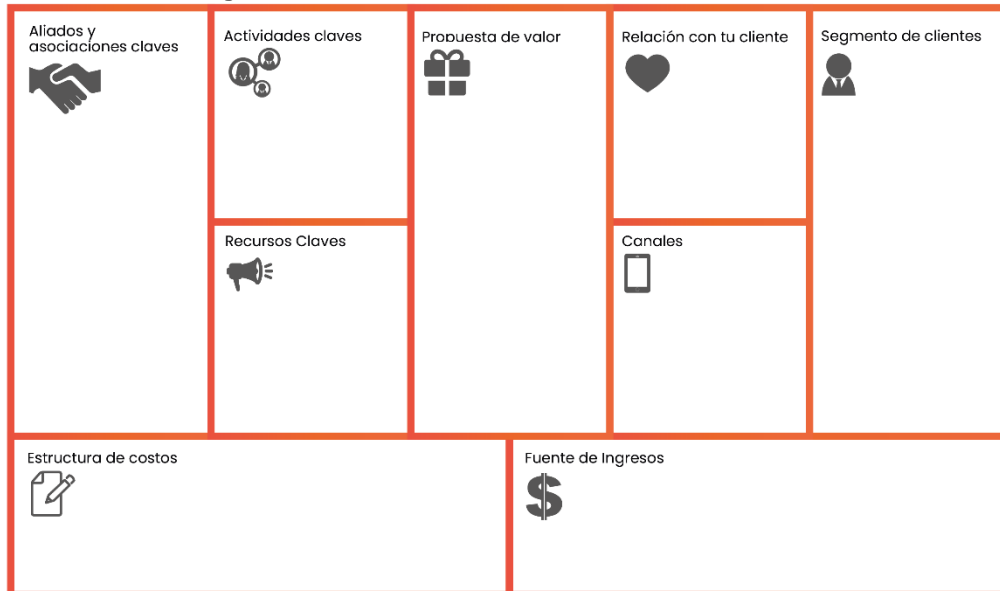 Aliados y
asociaciones claves
Actividades claves
Propuesta de valor
Relación con tu cliente
Segmento de clientes
Recursos Claves
Canales
Estructura de costos
Fuente de Ingresos
$